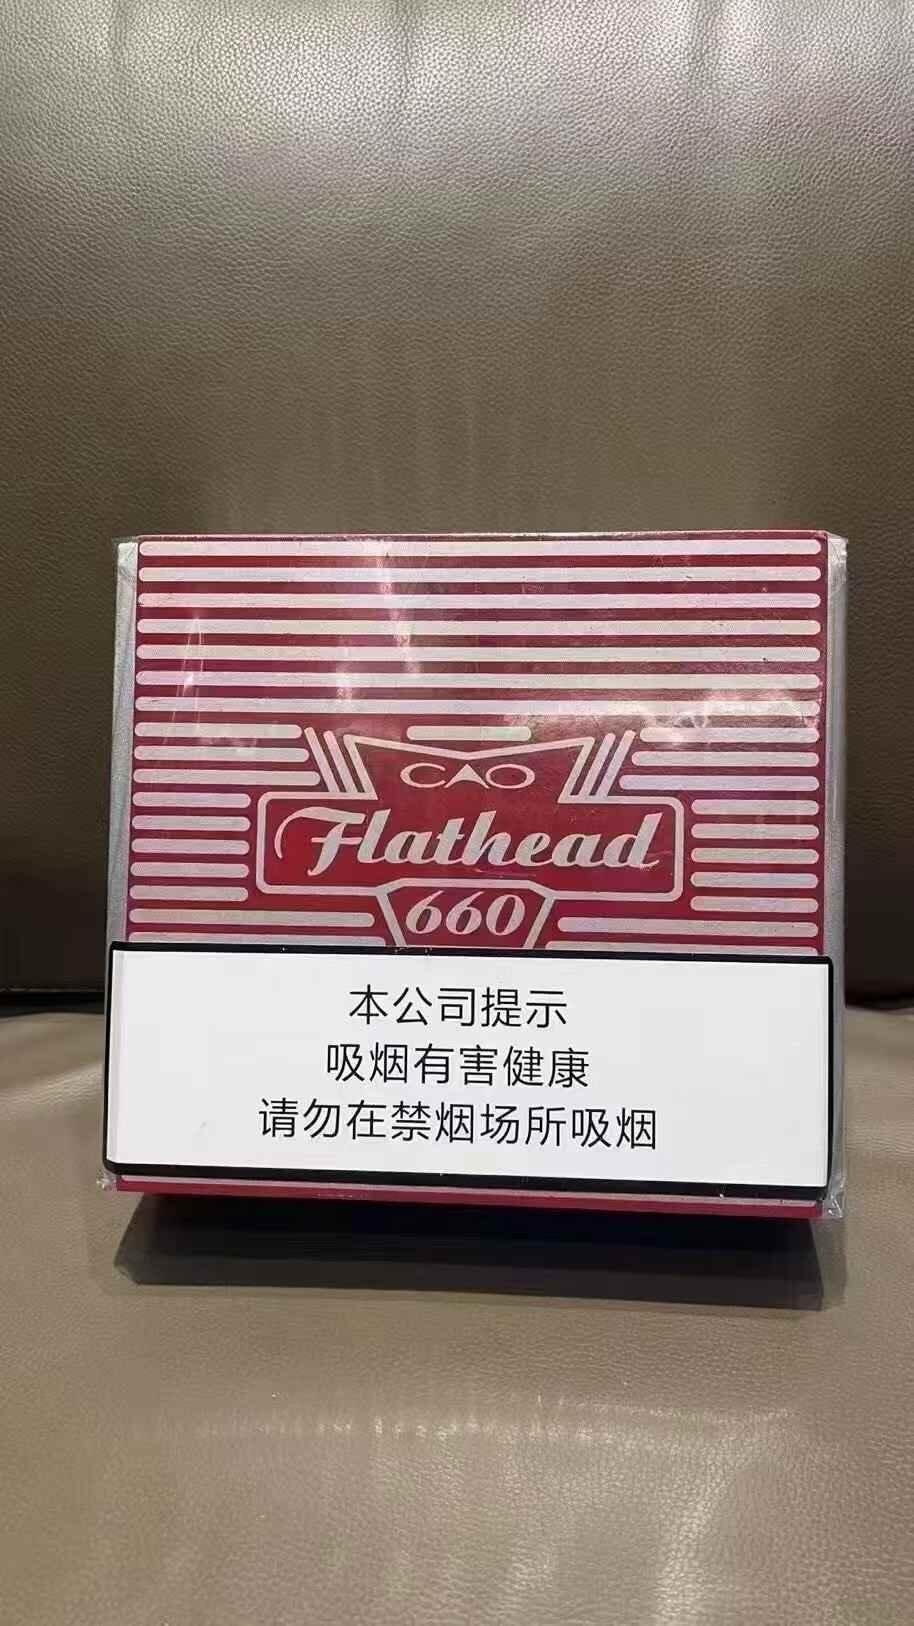 CAO
Flathead
660
本公司提示
吸烟有害健康
请勿在禁烟场所吸烟